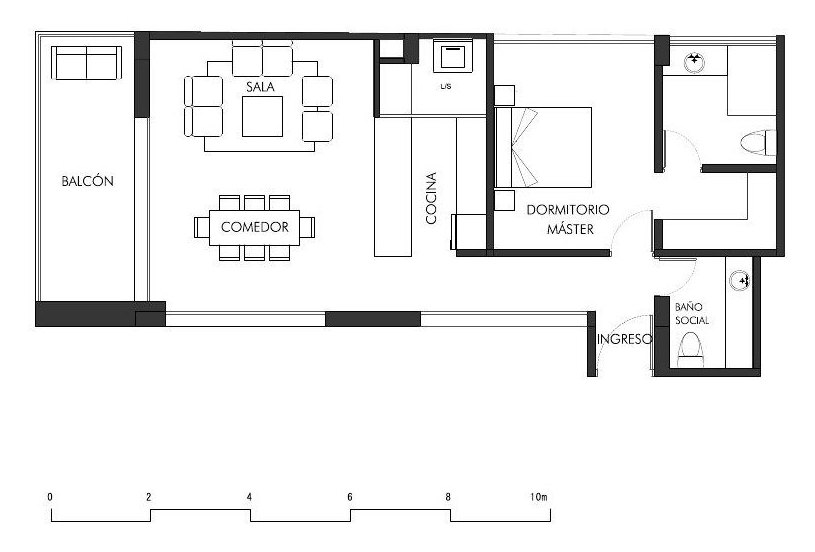 SALA
L/S
BALCÓN
COCINA
COMEDOR
DORMITORIO
MÁSTER
BAÑO
SOCIAL
INGRESO
0 2 4 6 8 10m